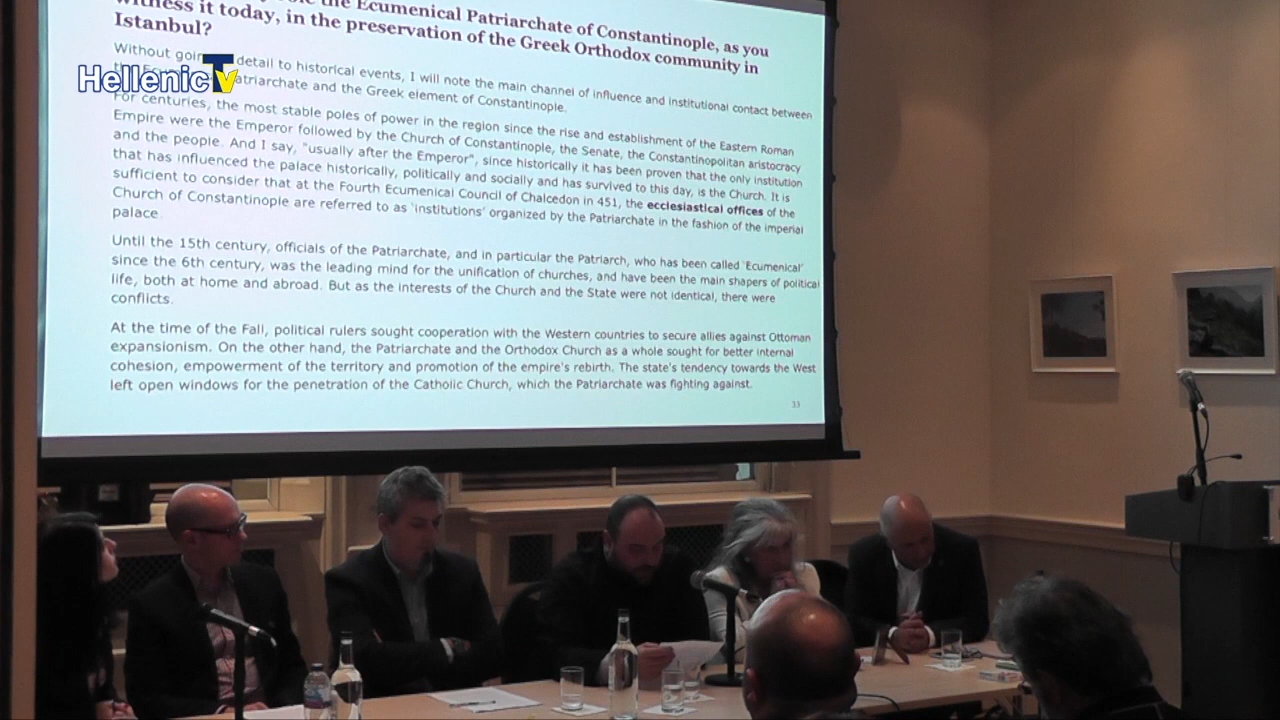 the Ecumenical Patriarchate of Constantinople, as you
witness it today, in the preservation of the Greek Orthodox community in
Istanbul?
Without going detail to historical events, I will note the main channel of influence and institutional contact between
Patriarchate and the Greek element of Constantinople.
For centuries, the most stable poles of power in the region since the rise and establishment of the Eastern Roman
Empire were the Emperor followed by the Church of Constantinople, the Senate, the Constantinopolitan aristocracy
and the people. And I say, "usually after the Emperor", since historically it has been proven that the only institution
that has influenced the palace historically, politically and socially and has survived to this day, is the Church. It is
sufficient to consider that at the Fourth Ecumenical Council of Chalcedon in 451, the ecclesiastical offices of the
Church of Constantinople are referred to as 'institutions' organized by the Patriarchate in the fashion of the imperial
palace.
Until the 15th century, officials of the Patriarchate, and in particular the Patriarch, who has been called 'Ecumenical'
since the 6th century, was the leading mind for the unification of churches, and have been the main shapers of political
life, both at home and abroad. But as the interests of the Church and the State were not identical, there were
conflicts.
At the time of the Fall, political rulers sought cooperation with the Western countries to secure allies against Ottoman
expansionism. On the other hand, the Patriarchate and the Orthodox Church as a whole sought for better internal
cohesion, empowerment of the territory and promotion of the empire's rebirth. The state's tendency towards the West
left open windows for the penetration of the Catholic Church, which the Patriarchate was fighting against.
33
Hellenic TV